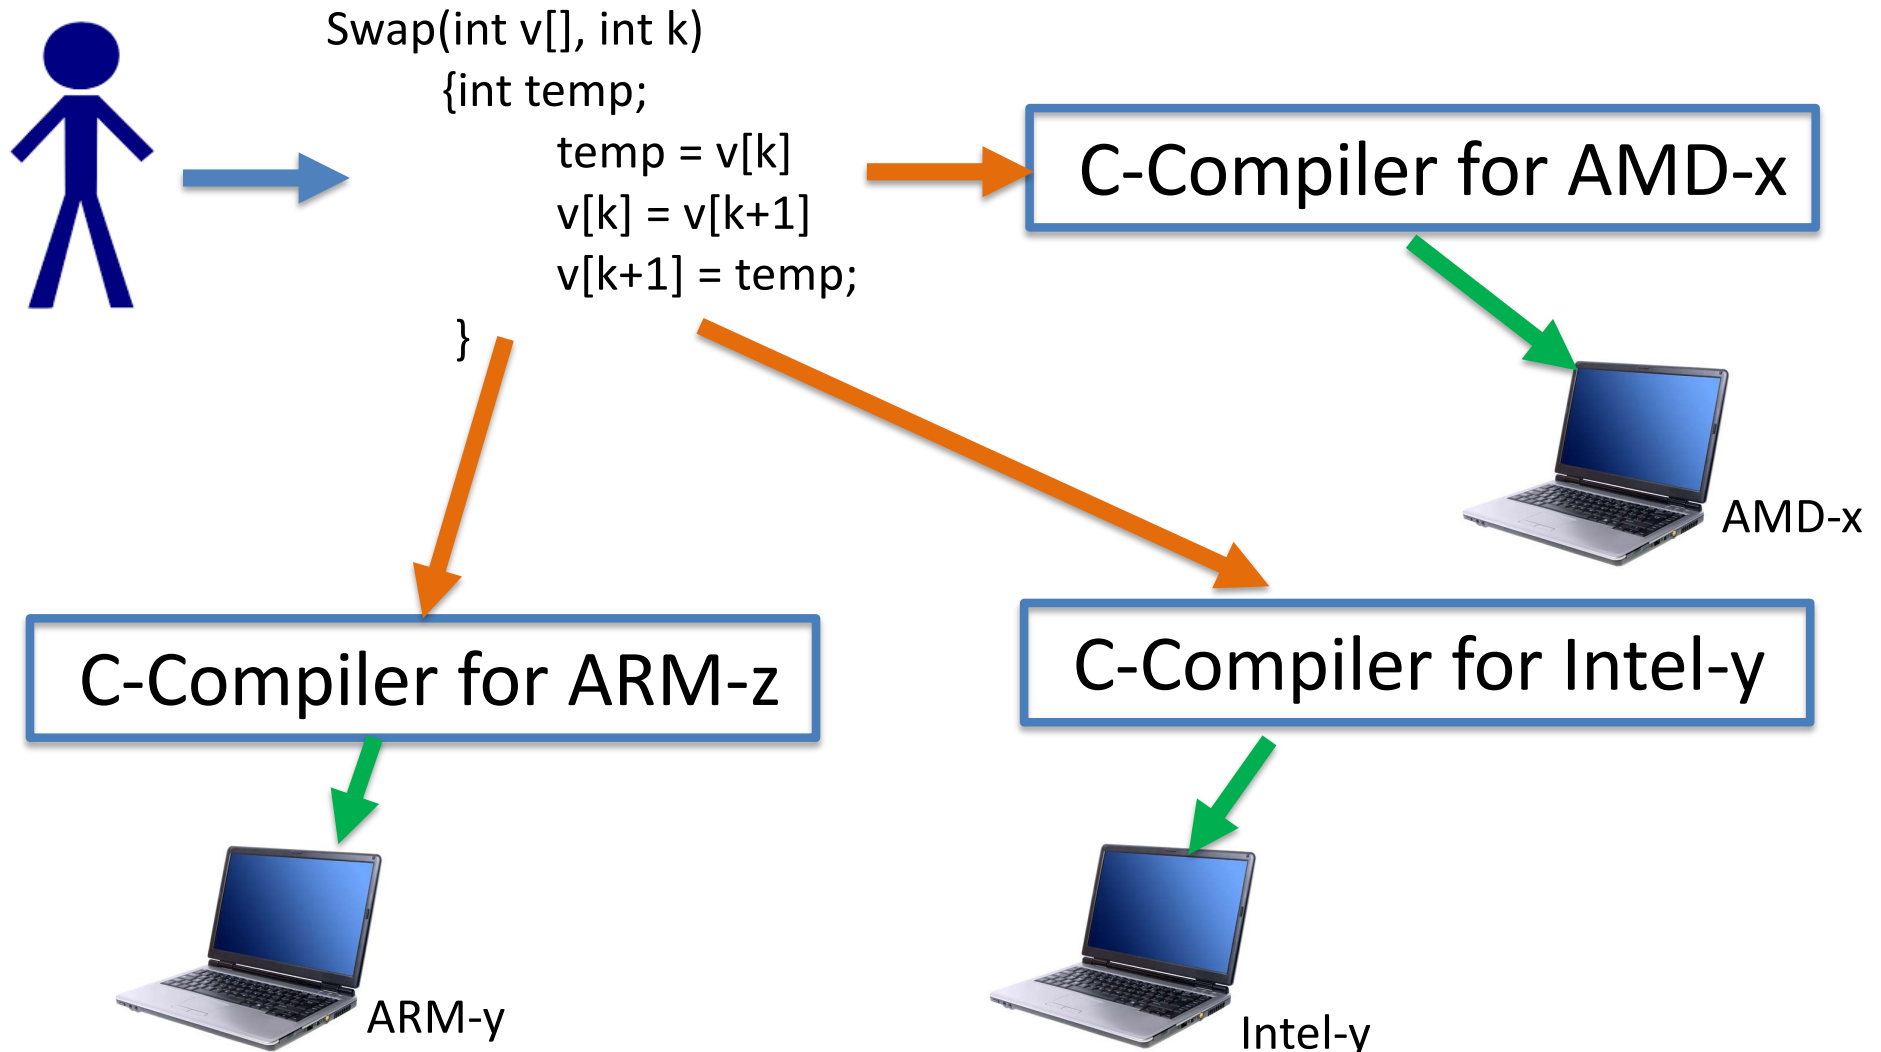 Swap(int v[], int k)
{int temp;
temp = v[k]
v[k] = v[k+1]
v[k+1] = temp;
}
C-Compiler for AMD-x
AMD-x
C-Compiler for ARM-z
C-Compiler for Intel-y
ARM-y
Intel-y